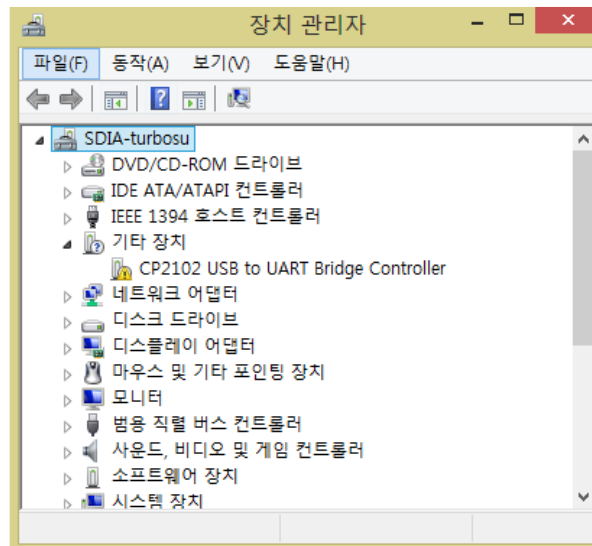 장치 관리자
파일(F) 동작(A) 보기(V) 도움말(H)
SDIA-turbosu
DVD/CD-ROM 드라이브
IDE ATA/ATAPI 컨트롤러
IEEE 1394 호스트 컨트롤러
기타 장치
CP2102 USB to UART Bridge Controller
네트워크 어댑터
디스크 드라이브
디스플레이 어댑터
마우스 및 기타 포인팅 장치
모니터
범용 직렬 버스 컨트롤러
사운드, 비디오 및 게임 컨트롤러
소프트웨어 장치
시스템 장치